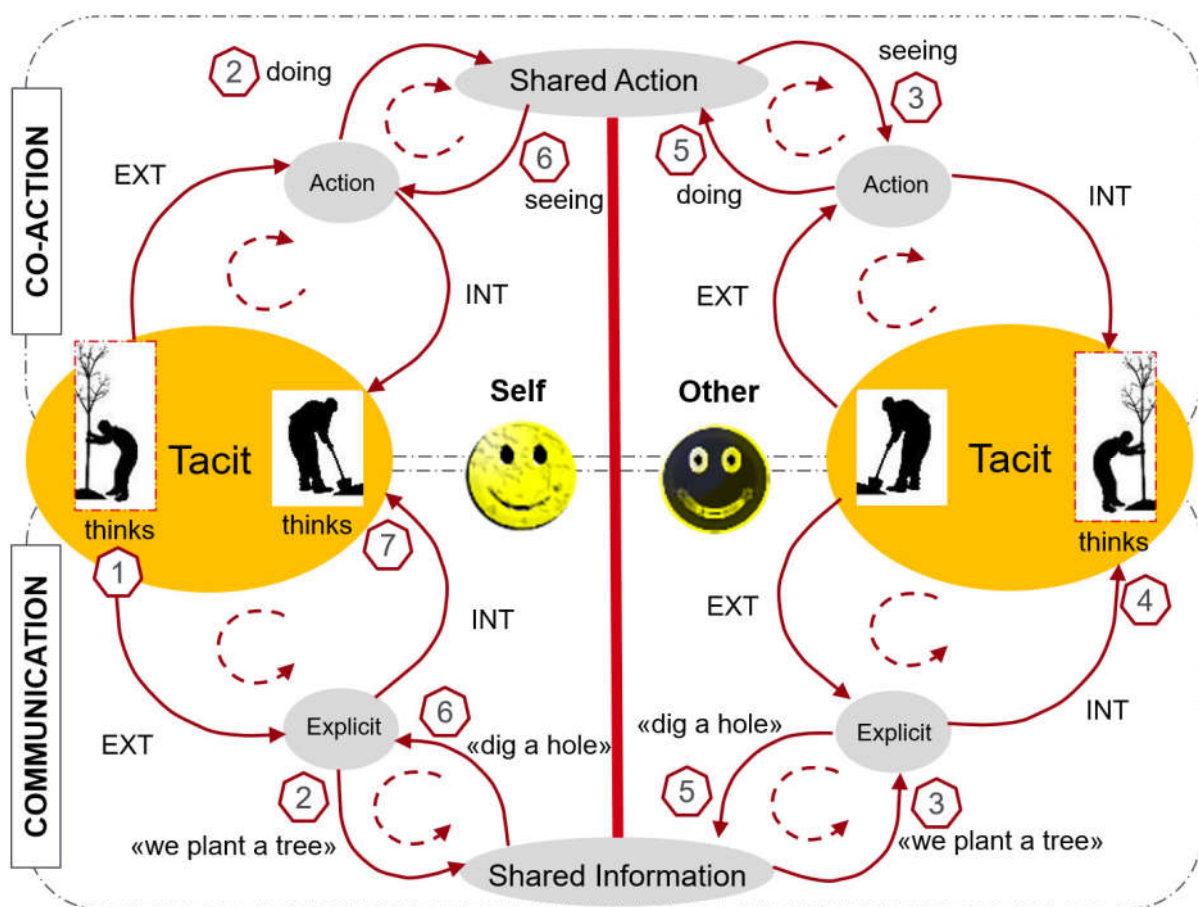 2 doing
Shared Action
seeing
3
EXT
Action
6
seeing
5
doing
Action
INT
CO-ACTION
INT
EXT
Self
Other
Tacit
thinks
thinks
Tacit
thinks
1
7
4
COMMUNICATION
INT
EXT
EXT
Explicit
6
«dig a hole»
2
«we plant a tree»
«dig a hole»
Explicit
INT
5
3
«we plant a tree»
Shared Information